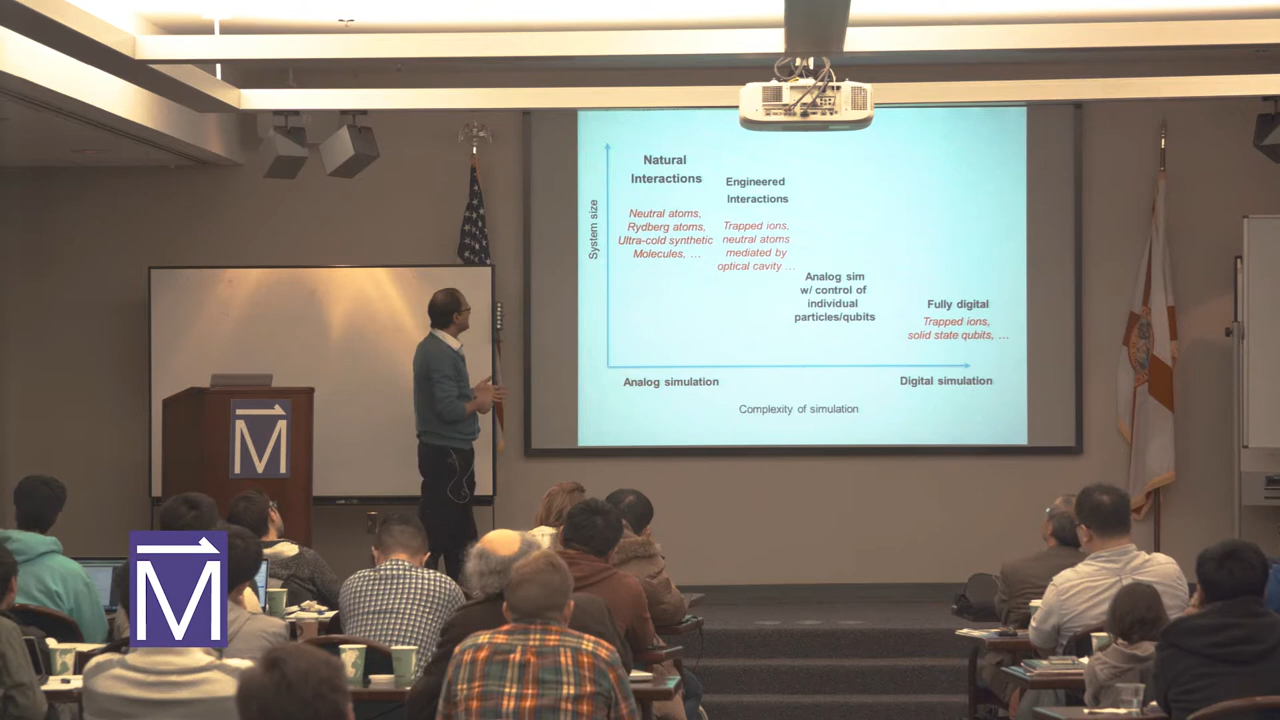 System size
Natural
Interactions
Neutral atoms,
Rydberg atoms,
Ultra-cold synthetic
Molecules, …
Engineered
Interactions
Trapped ions,
neutral atoms
mediated by
optical cavity …
Analog sim
w/ control of
individual
particles/qubits
Fully digital
Trapped ions,
solid state qubits, …
Analog simulation
Digital simulation
Complexity of simulation
M
M